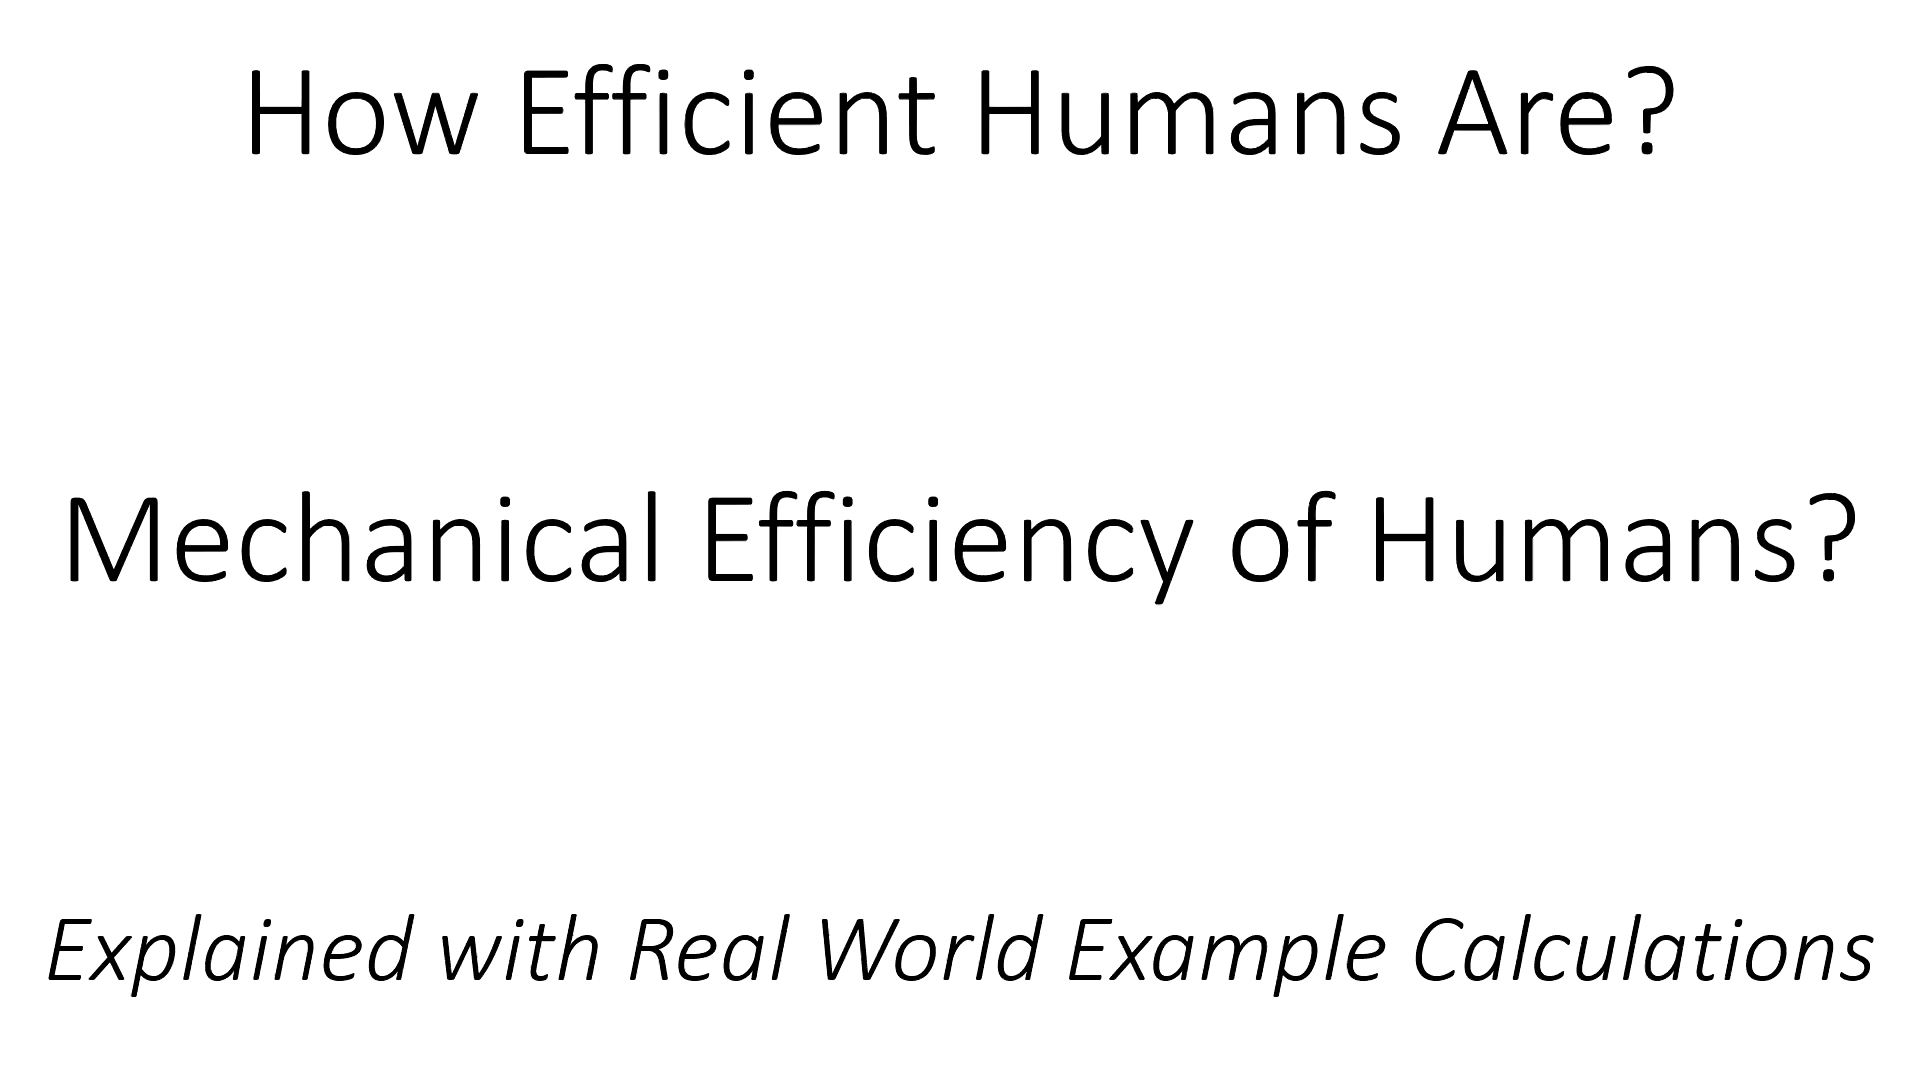 How Efficient Humans Are?
Mechanical Efficiency of Humans?
Explained with Real World Example Calculations